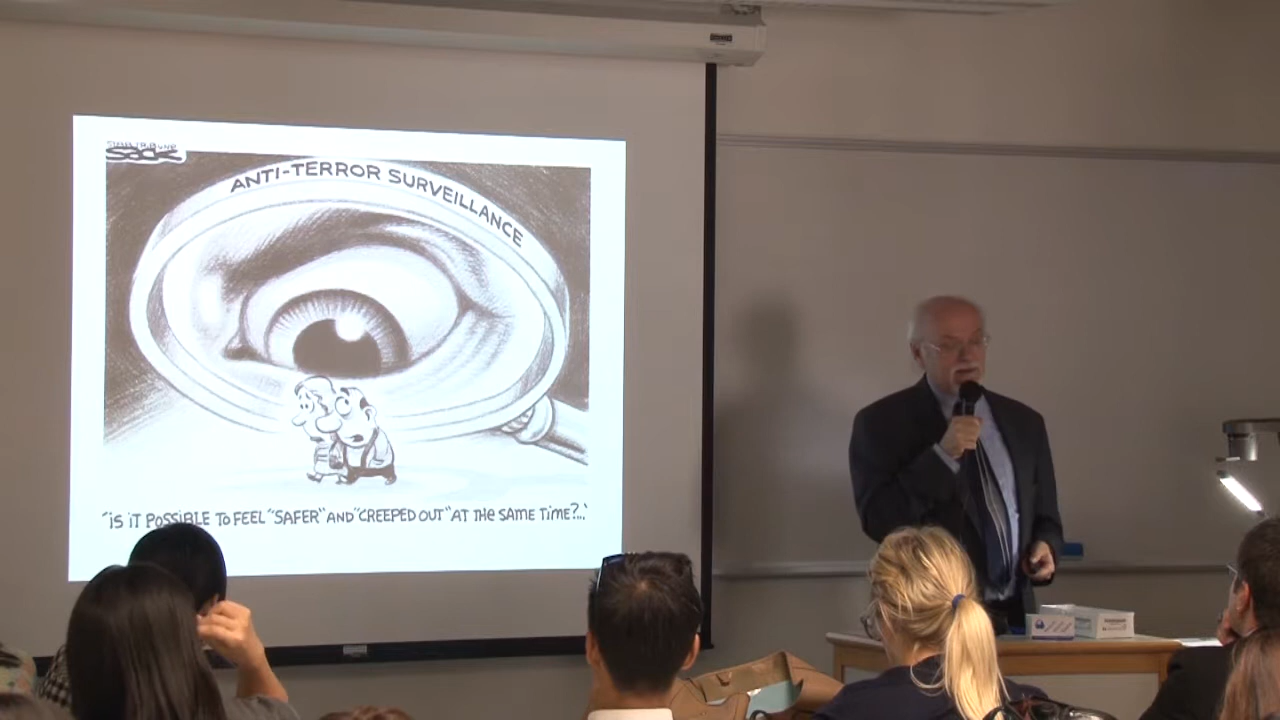 Sack
ANTI-TERROR SURVEILLANCE
"IS IT POSSIBLE TO FEEL "SAFER" AND "CREEPED OUT" AT THE SAME TIME?..."